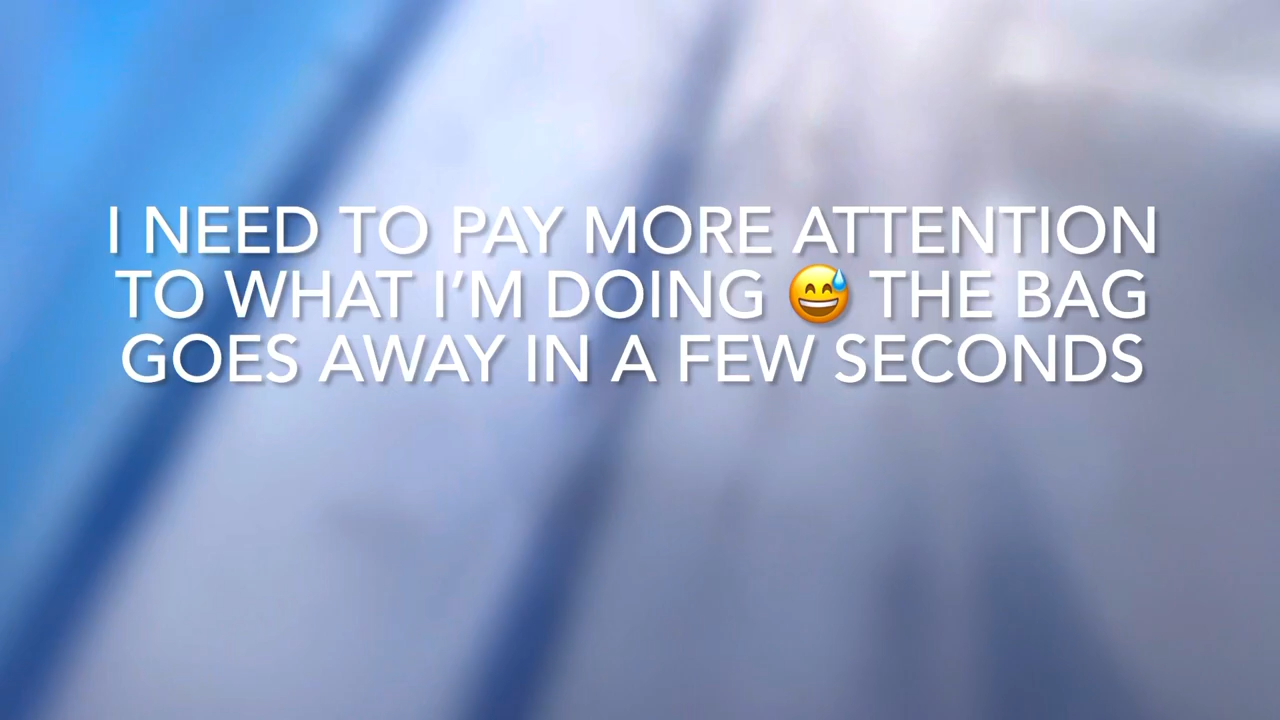 I NEED TO PAY MORE ATTENTION
TO WHAT I’M DOING 😅 THE BAG
GOES AWAY IN A FEW SECONDS